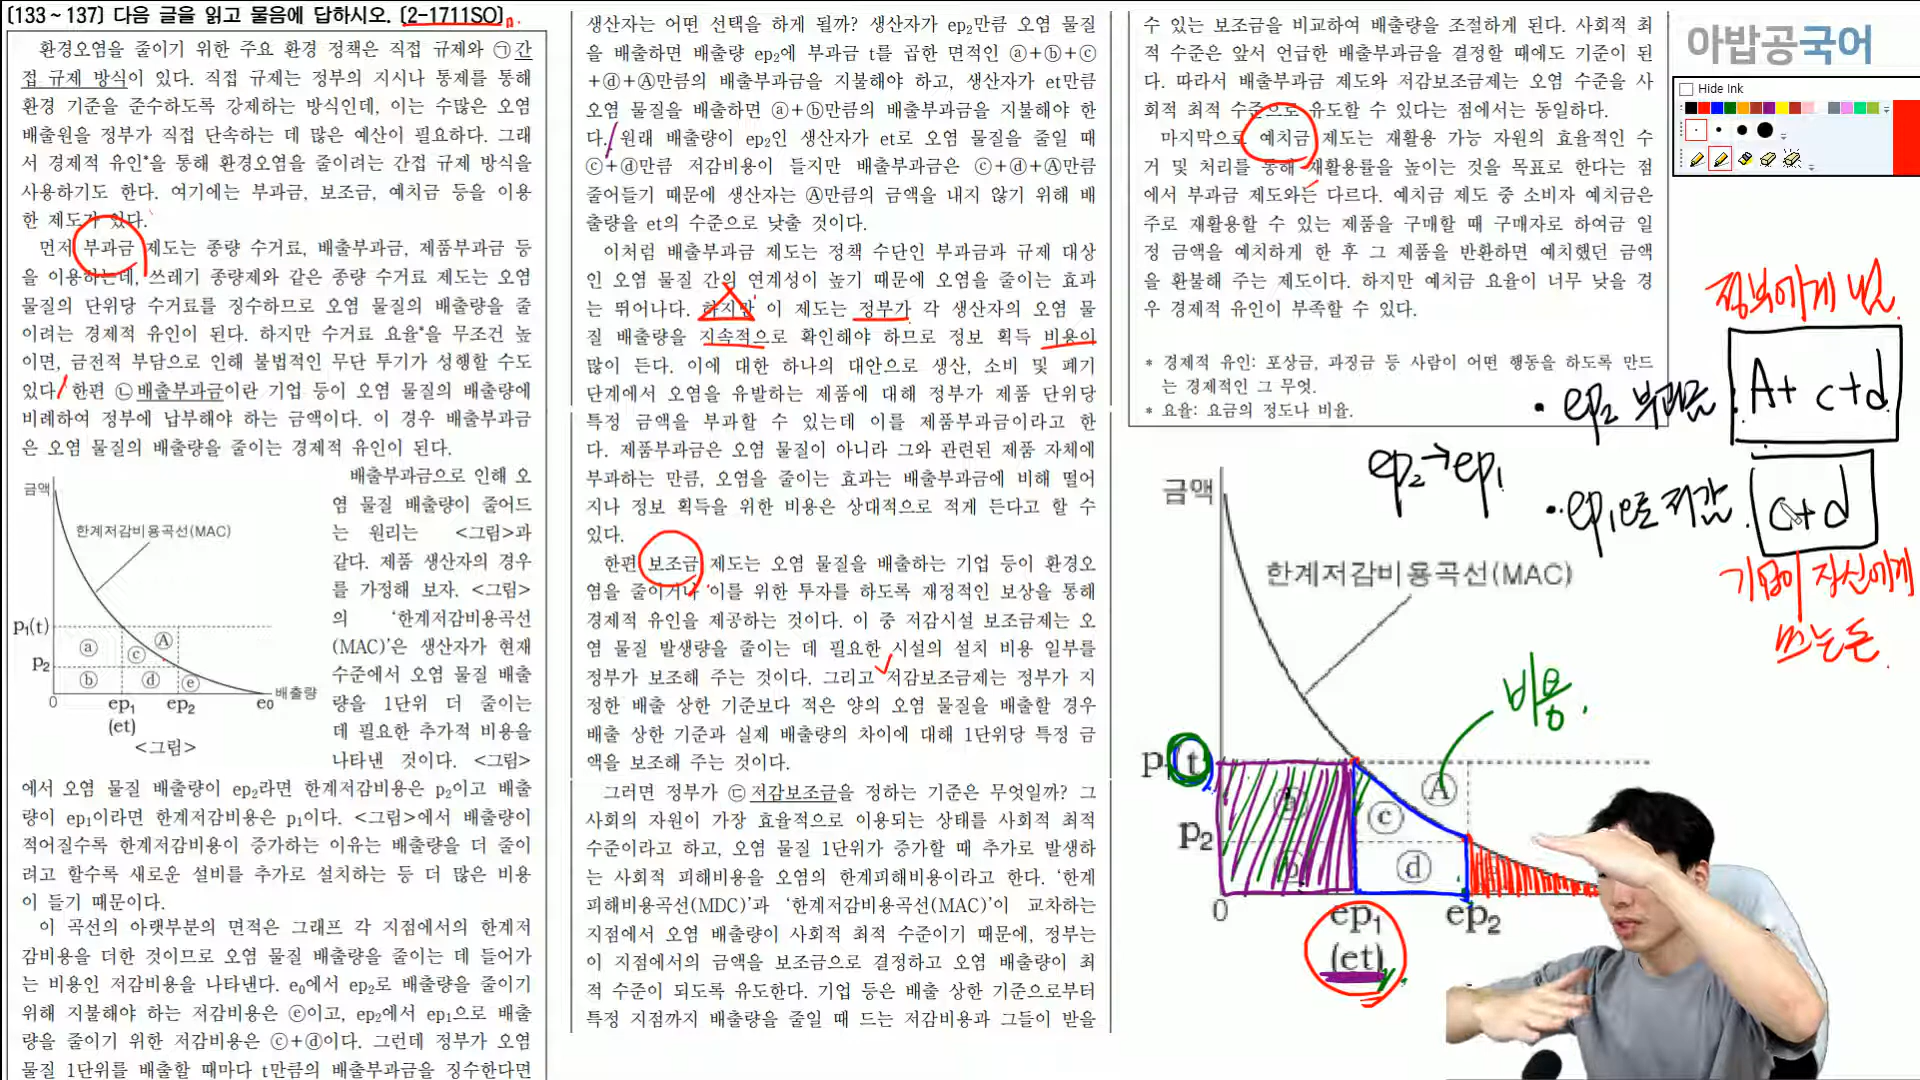 [133~137] 다음 글을 읽고 물음에 답하시오. [2-1711SO]
환경오염을 줄이기 위한 주요 환경 정책은 직접 규제와 ㉠간
접 규제 방식이 있다. 직접 규제는 정부의 지시나 통제를 통해
환경 기준을 준수하도록 강제하는 방식인데, 이는 수많은 오염
배출원을 정부가 직접 단속하는 데 많은 예산이 필요하다. 그래
서 경제적 유인*을 통해 환경오염을 줄이려는 간접 규제 방식을
사용하기도 한다. 여기에는 부과금, 보조금, 예치금 등을 이용
한 제도가 있다.
먼저 부과금 제도는 종량 수거료, 배출부과금, 제품부과금 등
을 이용하는데, 쓰레기 종량제와 같은 종량 수거료 제도는 오염
물질의 단위당 수거료를 징수하므로 오염 물질의 배출량을 줄
이려는 경제적 유인이 된다. 하지만 수거료 요율*을 무조건 높
이면, 금전적 부담으로 인해 불법적인 무단 투기가 성행할 수도
있다. 한편 ㉡배출부과금이란 기업 등이 오염 물질의 배출량에
비례하여 정부에 납부해야 하는 금액이다. 이 경우 배출부과금
은 오염 물질의 배출량을 줄이는 경제적 유인이 된다.
금액
한계저감비용곡선(MAC)
p₁(t)
ⓐ ⓒ Ⓐ
p₂
ⓑ ⓓ ⓔ
배출량
0 ep₁ ep₂ e₀
(et)
<그림>
배출부과금으로 인해 오
염 물질 배출량이 줄어드
는 원리는 <그림>과
같다. 제품 생산자의 경우
를 가정해 보자. <그림>
의 ‘한계저감비용곡선
(MAC)’은 생산자가 현재
수준에서 오염 물질 배출
량을 1단위 더 줄이는
데 필요한 추가적 비용을
나타낸 것이다. <그림>
에서 오염 물질 배출량이 ep₂라면 한계저감비용은 p₂이고 배출
량이 ep₁이라면 한계저감비용은 p₁이다. <그림>에서 배출량이
적어질수록 한계저감비용이 증가하는 이유는 배출량을 더 줄이
려고 할수록 새로운 설비를 추가로 설치하는 등 더 많은 비용
이 들기 때문이다.
이 곡선의 아랫부분의 면적은 그래프 각 지점에서의 한계저
감비용을 더한 것이므로 오염 물질 배출량을 줄이는 데 들어가
는 비용인 저감비용을 나타낸다. e₀에서 ep₂로 배출량을 줄이기
위해 지불해야 하는 저감비용은 ⓔ이고, ep₂에서 ep₁으로 배출
량을 줄이기 위한 저감비용은 ⓒ+ⓓ이다. 그런데 정부가 오염
물질 1단위를 배출할 때마다 t만큼의 배출부과금을 징수한다면
생산자는 어떤 선택을 하게 될까? 생산자가 ep₂만큼 오염 물질
을 배출하면 배출량 ep₂에 부과금 t를 곱한 면적인 ⓐ+ⓑ+ⓒ
+ⓓ+Ⓐ만큼의 배출부과금을 지불해야 하고, 생산자가 et만큼
오염 물질을 배출하면 ⓐ+ⓑ만큼의 배출부과금을 지불해야 한
다. 원래 배출량이 ep₂인 생산자가 et로 오염 물질을 줄일 때
ⓒ+ⓓ만큼 저감비용이 들지만 배출부과금은 ⓒ+ⓓ+Ⓐ만큼
줄어들기 때문에 생산자는 Ⓐ만큼의 금액을 내지 않기 위해 배
출량을 et의 수준으로 낮출 것이다.
이처럼 배출부과금 제도는 정책 수단인 부과금과 규제 대상
인 오염 물질 간의 연계성이 높기 때문에 오염을 줄이는 효과
는 뛰어나다. 하지만 이 제도는 정부가 각 생산자의 오염 물
질 배출량을 지속적으로 확인해야 하므로 정보 획득 비용이
많이 든다. 이에 대한 하나의 대안으로 생산, 소비 및 폐기
단계에서 오염을 유발하는 제품에 대해 정부가 제품 단위당
특정 금액을 부과할 수 있는데 이를 제품부과금이라고 한
다. 제품부과금은 오염 물질이 아니라 그와 관련된 제품 자체에
부과하는 만큼, 오염을 줄이는 효과는 배출부과금에 비해 떨어
지나 정보 획득을 위한 비용은 상대적으로 적게 든다고 할 수
있다.
한편 보조금 제도는 오염 물질을 배출하는 기업 등이 환경오
염을 줄이거나 이를 위한 투자를 하도록 재정적인 보상을 통해
경제적 유인을 제공하는 것이다. 이 중 저감시설 보조금제는 오
염 물질 발생량을 줄이는 데 필요한 시설의 설치 비용 일부를
정부가 보조해 주는 것이다. 그리고 저감보조금제는 정부가 지
정한 배출 상한 기준보다 적은 양의 오염 물질을 배출할 경우
배출 상한 기준과 실제 배출량의 차이에 대해 1단위당 특정 금
액을 보조해 주는 것이다.
그러면 정부가 ㉢저감보조금을 정하는 기준은 무엇일까? 그
사회의 자원이 가장 효율적으로 이용되는 상태를 사회적 최적
수준이라고 하고, 오염 물질 1단위가 증가할 때 추가로 발생하
는 사회적 피해비용을 오염의 한계피해비용이라고 한다. ‘한계
피해비용곡선(MDC)’과 ‘한계저감비용곡선(MAC)’이 교차하는
지점에서 오염 배출량이 사회적 최적 수준이기 때문에, 정부는
이 지점에서의 금액을 보조금으로 결정하고 오염 배출량이 최
적 수준이 되도록 유도한다. 기업 등은 배출 상한 기준으로부터
특정 지점까지 배출량을 줄일 때 드는 저감비용과 그들이 받을
수 있는 보조금을 비교하여 배출량을 조절하게 된다. 사회적 최
적 수준은 앞서 언급한 배출부과금을 결정할 때에도 기준이 된
다. 따라서 배출부과금 제도와 저감보조금제는 오염 수준을 사
회적 최적 수준으로 유도할 수 있다는 점에서는 동일하다.
마지막으로 예치금 제도는 재활용 가능 자원의 효율적인 수
거 및 처리를 통해 재활용률을 높이는 것을 목표로 한다는 점
에서 부과금 제도와는 다르다. 예치금 제도 중 소비자 예치금은
주로 재활용할 수 있는 제품을 구매할 때 구매자로 하여금 일
정 금액을 예치하게 한 후 그 제품을 반환하면 예치했던 금액
을 환불해 주는 제도이다. 하지만 예치금 요율이 너무 낮을 경
우 경제적 유인이 부족할 수 있다.
* 경제적 유인: 포상금, 과징금 등 사람이 어떤 행동을 하도록 만드
는 경제적인 그 무엇.
* 요율: 요금의 정도나 비율.
아밥공국어
Hide Ink
정부에게 낸
• ep₂ 부과금 A+ c+d
ep₂→ep₁
• ep₁으로 저감 c+d
기업이 자신에게
쓰는 돈
금액
한계저감비용곡선(MAC)
비용
p (t)
ⓐ ⓒ Ⓐ
p₂
ⓓ
0 ep₁ ep₂
(et)